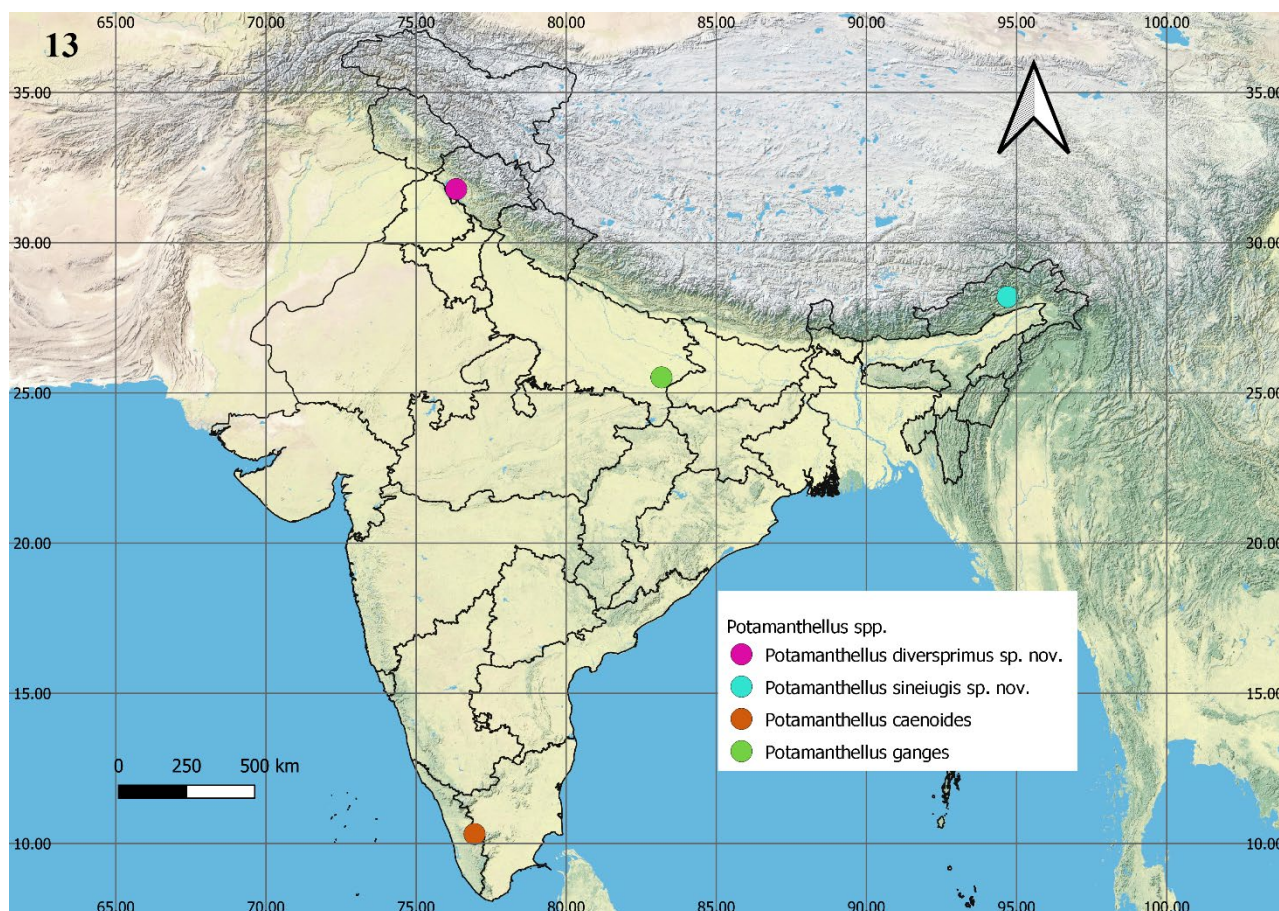 65.00 70.00 75.00 80.00 85.00 90.00 95.00 100.00
13
35.00 35.00
30.00 30.00
25.00 25.00
20.00 20.00
Potamanthellus spp.
Potamanthellus diversprimus sp. nov.
Potamanthellus sineiugis sp. nov.
Potamanthellus caenoides
Potamanthellus ganges
15.00 15.00
0 250 500 km
10.00 10.00
65.00 70.00 75.00 80.00 85.00 90.00 95.00 100.00